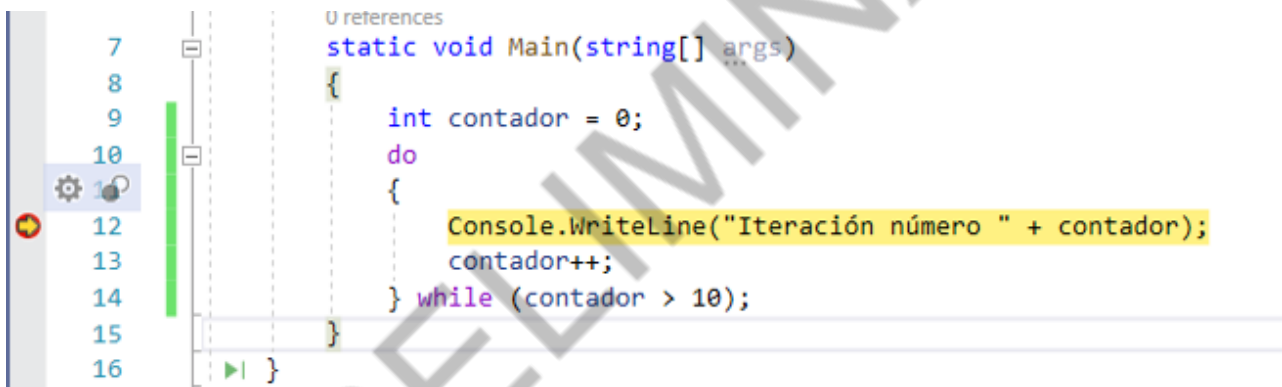 0 references
7 static void Main(string[] args)
8 {
9 int contador = 0;
10 do
{
12 Console.WriteLine("Iteración número " + contador);
13 contador++;
14 } while (contador > 10);
15 }
16 }